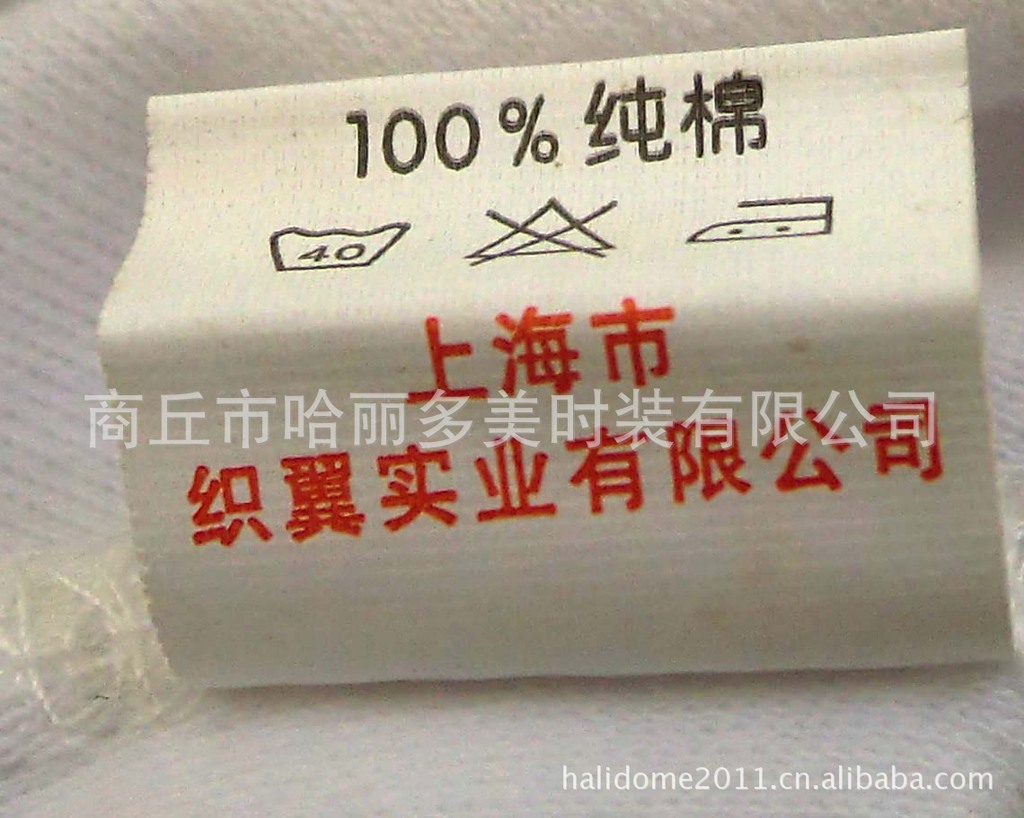 100%纯棉
40
上海市
商丘市哈丽多美时装有限公司
织翼实业有限公司
halidome2011.cn.alibaba.com